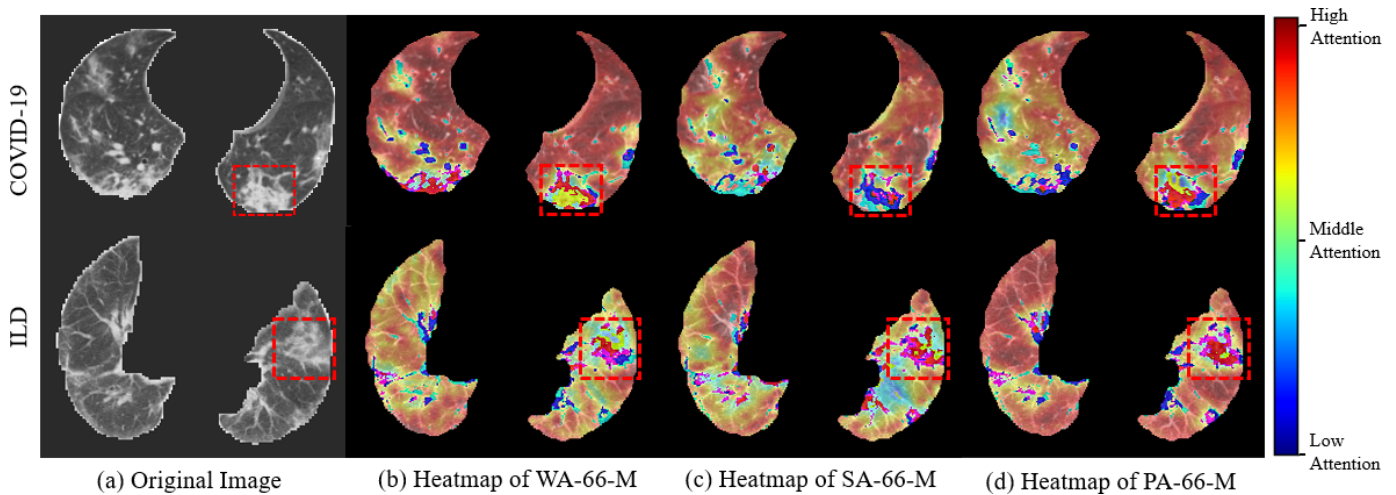 COVID-19
ILD
High
Attention
Middle
Attention
Low
Attention
(a) Original Image
(b) Heatmap of WA-66-M
(c) Heatmap of SA-66-M
(d) Heatmap of PA-66-M